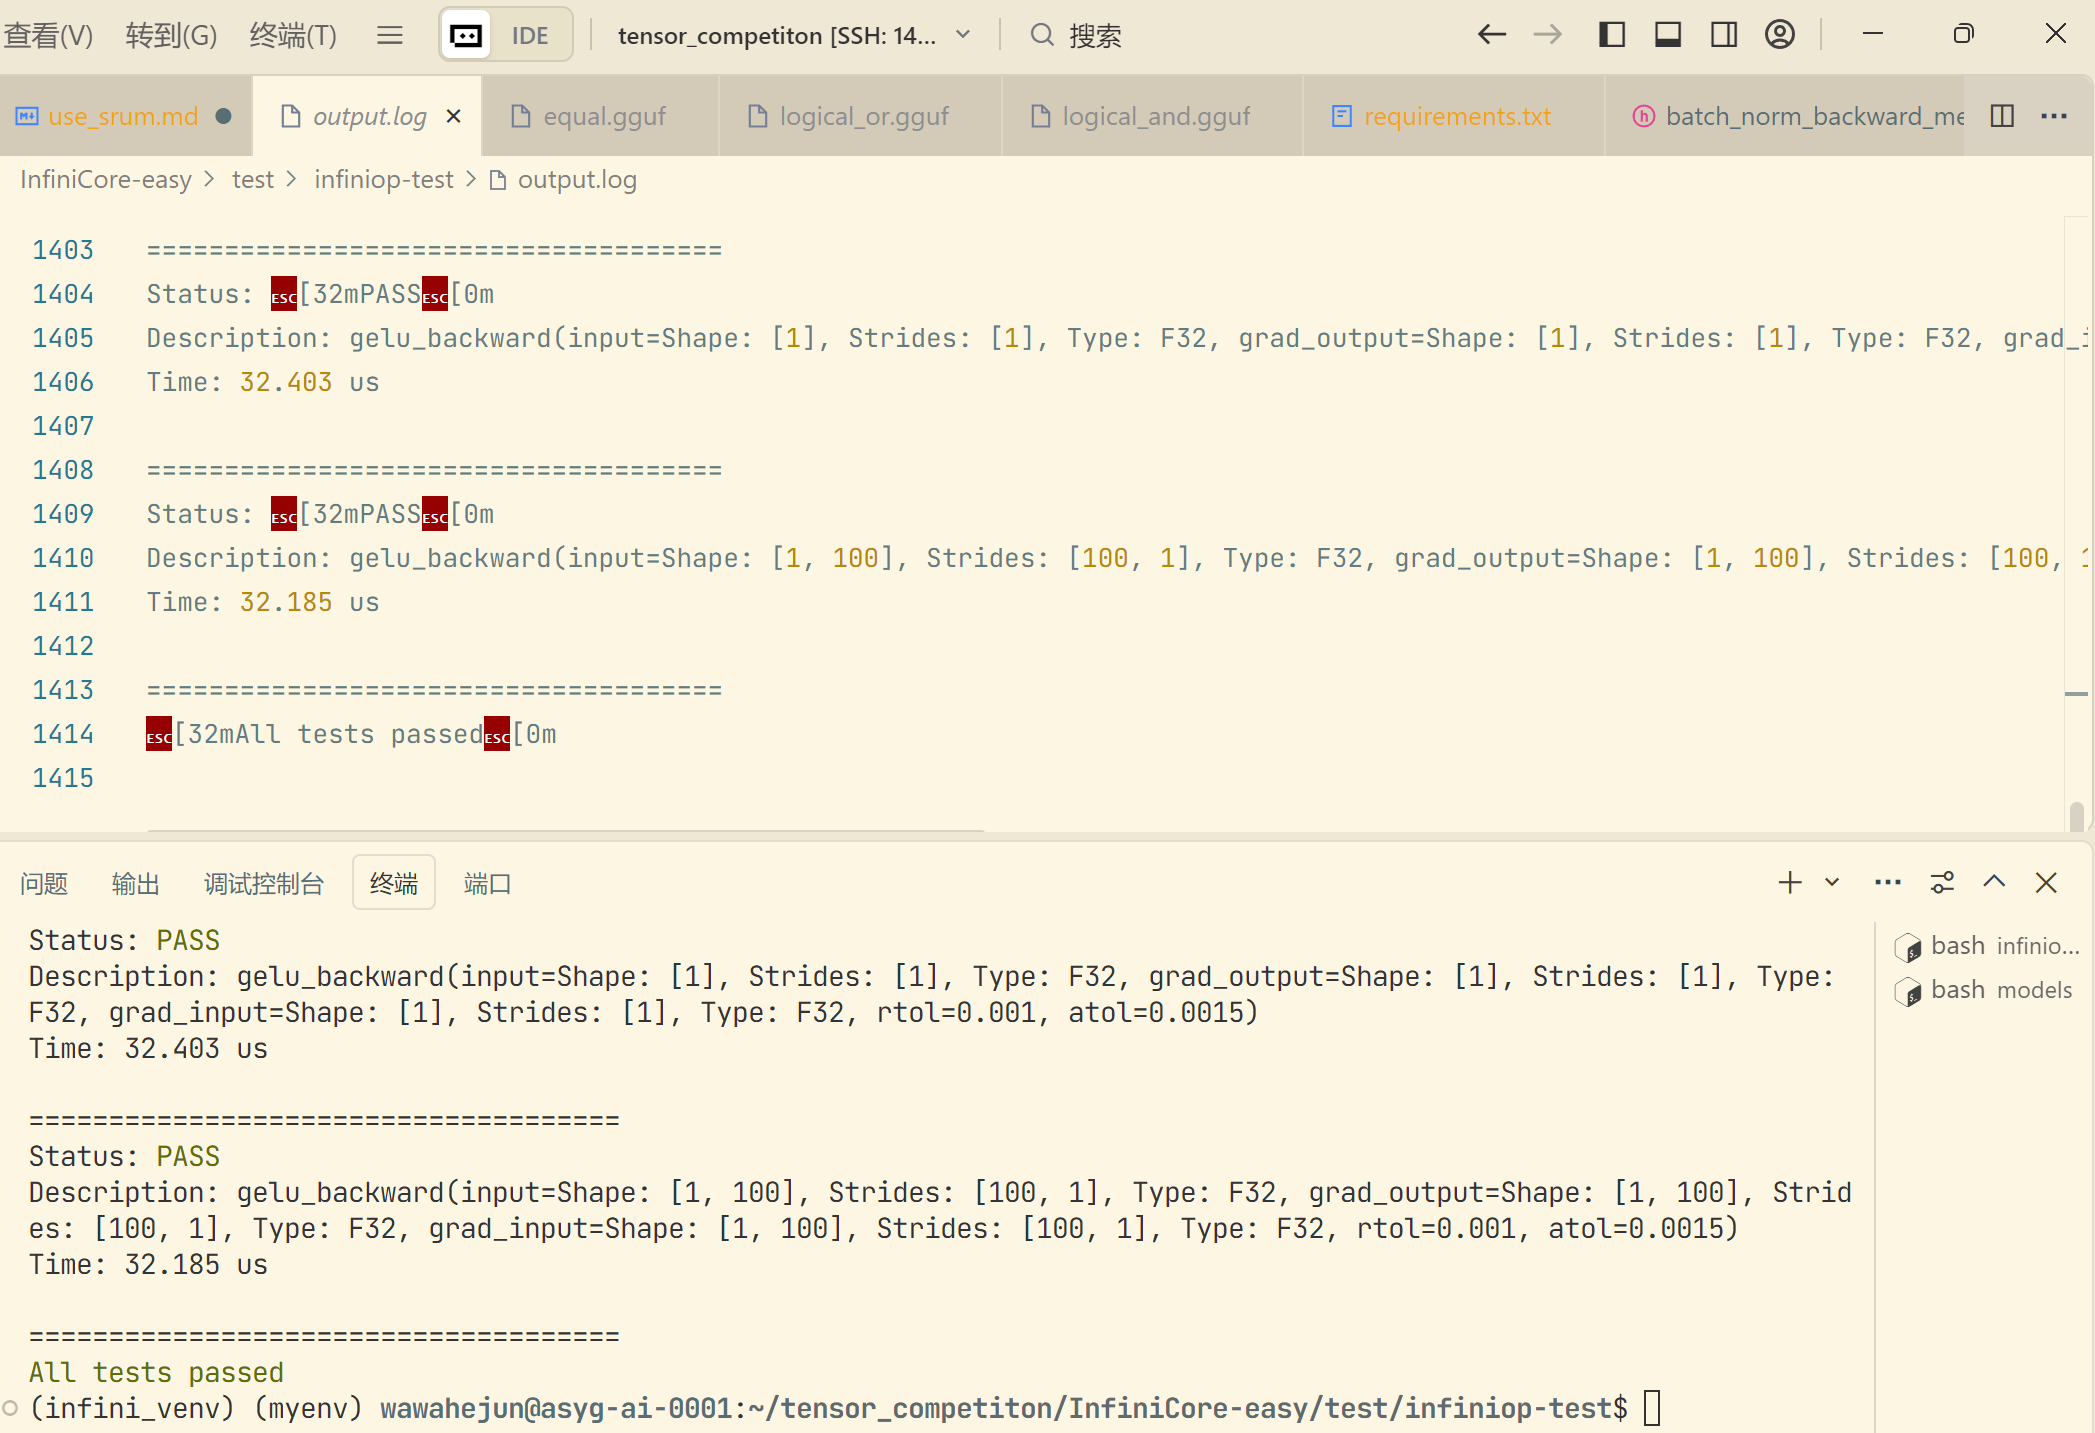 查看(V) 转到(G) 终端(T) IDE tensor_competiton [SSH: 14... 搜索
use_srum.md output.log equal.gguf logical_or.gguf logical_and.gguf requirements.txt batch_norm_backward_me
InfiniCore-easy > test > infiniop-test > output.log
1403 =====================================
1404 Status: ESC[32mPASSESC[0m
1405 Description: gelu_backward(input=Shape: [1], Strides: [1], Type: F32, grad_output=Shape: [1], Strides: [1], Type: F32, grad_i
1406 Time: 32.403 us
1407
1408 =====================================
1409 Status: ESC[32mPASSESC[0m
1410 Description: gelu_backward(input=Shape: [1, 100], Strides: [100, 1], Type: F32, grad_output=Shape: [1, 100], Strides: [100, 1
1411 Time: 32.185 us
1412
1413 =====================================
1414 ESC[32mAll tests passedESC[0m
1415
问题 输出 调试控制台 终端 端口
Status: PASS
Description: gelu_backward(input=Shape: [1], Strides: [1], Type: F32, grad_output=Shape: [1], Strides: [1], Type:
F32, grad_input=Shape: [1], Strides: [1], Type: F32, rtol=0.001, atol=0.0015)
Time: 32.403 us
=====================================
Status: PASS
Description: gelu_backward(input=Shape: [1, 100], Strides: [100, 1], Type: F32, grad_output=Shape: [1, 100], Strid
es: [100, 1], Type: F32, grad_input=Shape: [1, 100], Strides: [100, 1], Type: F32, rtol=0.001, atol=0.0015)
Time: 32.185 us
=====================================
All tests passed
(infini_venv) (myenv) wawahejun@asyg-ai-0001:~/tensor_competiton/InfiniCore-easy/test/infiniop-test$
bash infinio...
bash models